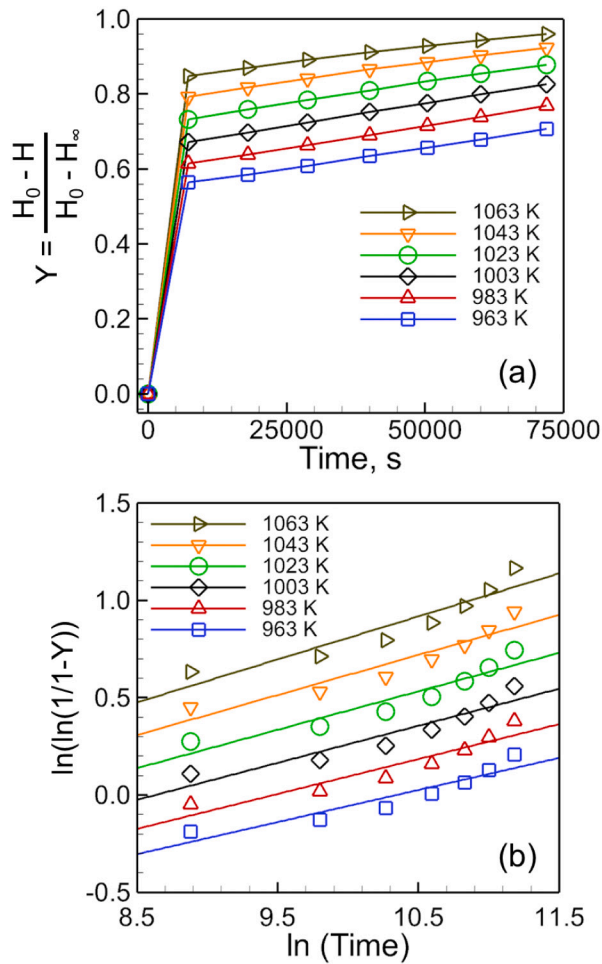 Y = (H₀ - H) / (H₀ - H∞)
1.0
0.8
0.6
0.4
0.2
0.0
1063 K
1043 K
1023 K
1003 K
983 K
963 K
(a)
0 25000 50000 75000
Time, s
ln(ln(1/1-Y))
1.5
1.0
0.5
0.0
-0.5
1063 K
1043 K
1023 K
1003 K
983 K
963 K
(b)
8.5 9.5 10.5 11.5
ln (Time)